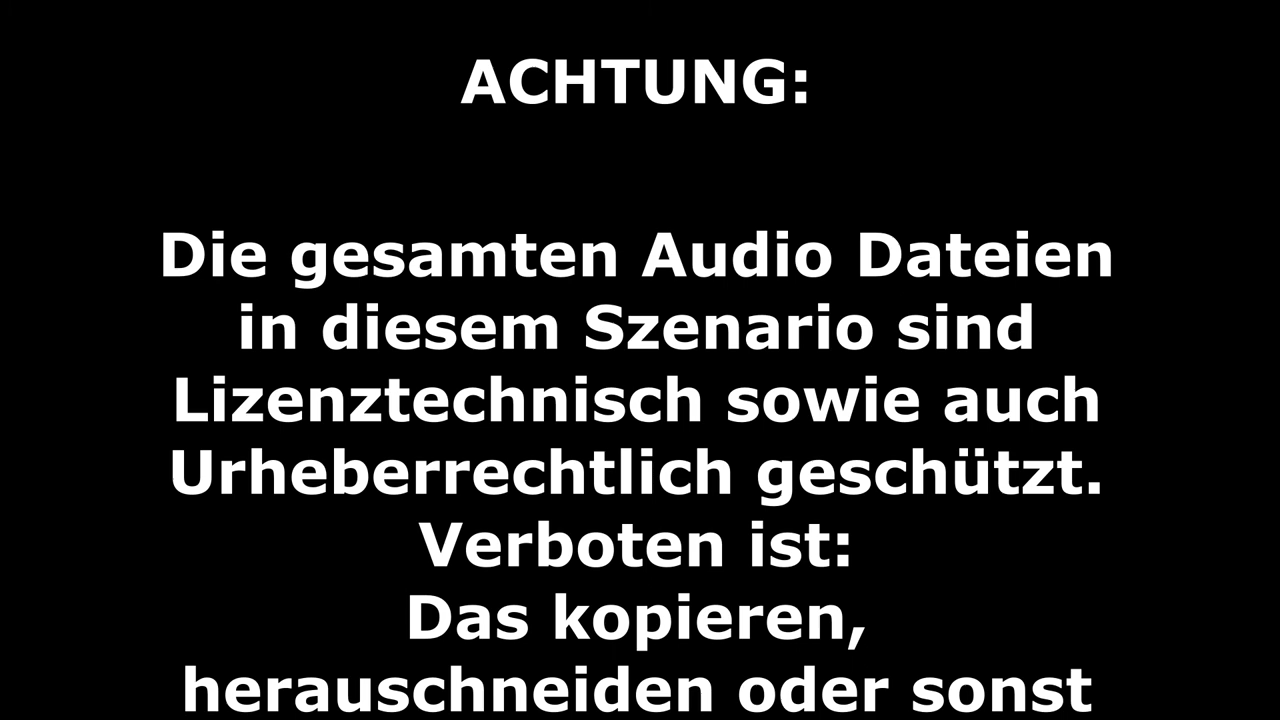 ACHTUNG:
Die gesamten Audio Dateien
in diesem Szenario sind
Lizenztechnisch sowie auch
Urheberrechtlich geschützt.
Verboten ist:
Das kopieren,
herauschneiden oder sonst